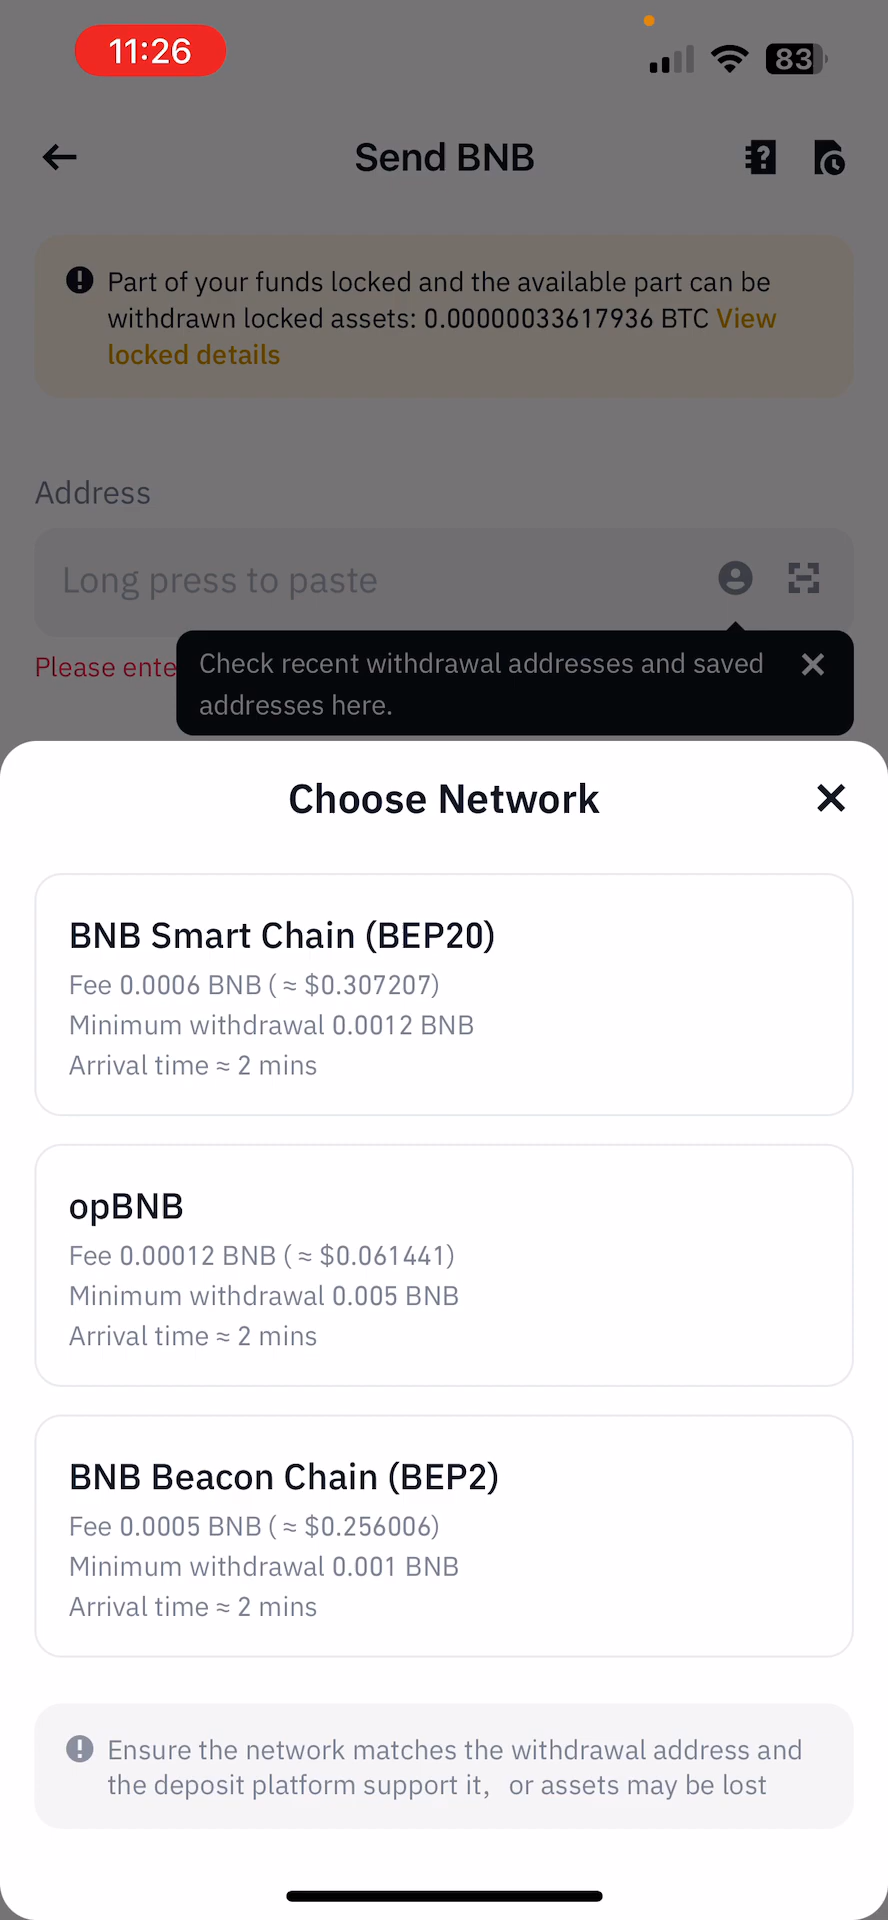 11:26
83
Send BNB
Part of your funds locked and the available part can be
withdrawn locked assets: 0.00000033617936 BTC View
locked details
Address
Long press to paste
Please ente
Check recent withdrawal addresses and saved
addresses here.
Choose Network
BNB Smart Chain (BEP20)
Fee 0.0006 BNB ( ≈ $0.307207)
Minimum withdrawal 0.0012 BNB
Arrival time ≈ 2 mins
opBNB
Fee 0.00012 BNB ( ≈ $0.061441)
Minimum withdrawal 0.005 BNB
Arrival time ≈ 2 mins
BNB Beacon Chain (BEP2)
Fee 0.0005 BNB ( ≈ $0.256006)
Minimum withdrawal 0.001 BNB
Arrival time ≈ 2 mins
Ensure the network matches the withdrawal address and
the deposit platform support it, or assets may be lost